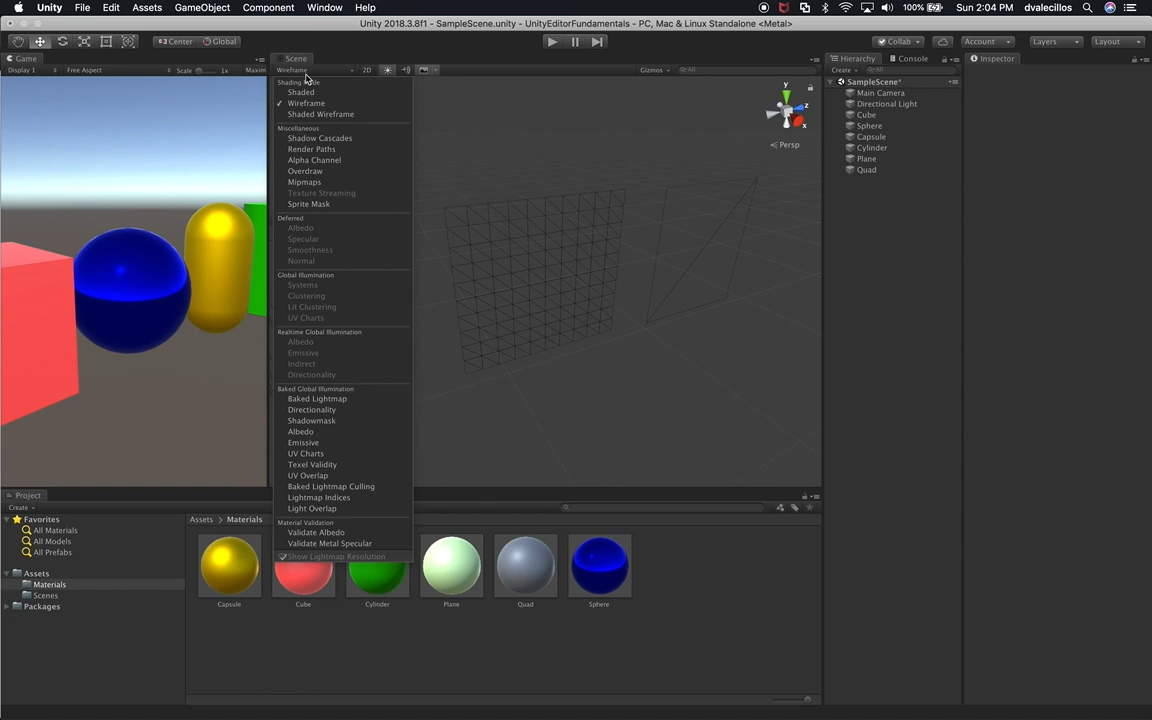 Unity File Edit Assets GameObject Component Window Help 100% Sun 2:04 PM dvalecillos
Unity 2018.3.8f1 - SampleScene.unity - UnityEditorFundamentals - PC, Mac & Linux Standalone <Metal>
Center Global Collab Account Layers Layout
Game Scene Hierarchy Console Inspector
Display 1 Free Aspect Scale 1x Maxim Wireframe 2D Gizmos All Create All
Shading Mode
Shaded
Wireframe
Shaded Wireframe
Miscellaneous
Shadow Cascades
Render Paths
Alpha Channel
Overdraw
Mipmaps
Texture Streaming
Sprite Mask
Deferred
Albedo
Specular
Smoothness
Normal
Global Illumination
Systems
Clustering
Lit Clustering
UV Charts
Realtime Global Illumination
Albedo
Emissive
Indirect
Directionality
Baked Global Illumination
Baked Lightmap
Directionality
Shadowmask
Albedo
Emissive
UV Charts
Texel Validity
UV Overlap
Baked Lightmap Culling
Lightmap Indices
Light Overlap
Material Validation
Validate Albedo
Validate Metal Specular
Show Lightmap Resolution
y
z
x
Persp
SampleScene*
Main Camera
Directional Light
Cube
Sphere
Capsule
Cylinder
Plane
Quad
Project
Create
Favorites
All Materials
All Models
All Prefabs
Assets
Materials
Scenes
Packages
Assets > Materials
Capsule Cube Cylinder Plane Quad Sphere